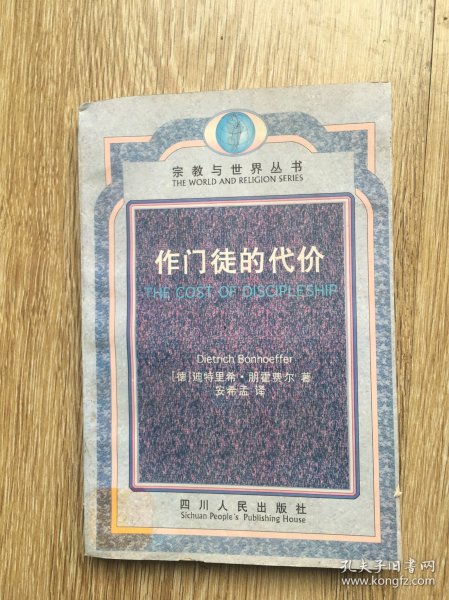 宗教与世界丛书
THE WORLD AND RELIGION SERIES
作门徒的代价
THE COST OF DISCIPLESHIP
Dietrich Bonhoeffer
[德]迪特里希·朋霍费尔 著
安希孟 译
四川人民出版社
Sichuan People's Publishing House
孔夫子旧书网
www.kongfz.com